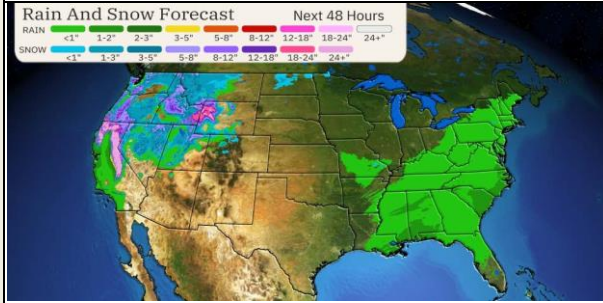 Rain And Snow Forecast Next 48 Hours
RAIN
<1" 1-2" 2-3" 3-5" 5-8" 8-12" 12-18" 18-24" 24+"
SNOW
<1" 1-3" 3-5" 5-8" 8-12" 12-18" 18-24" 24+"